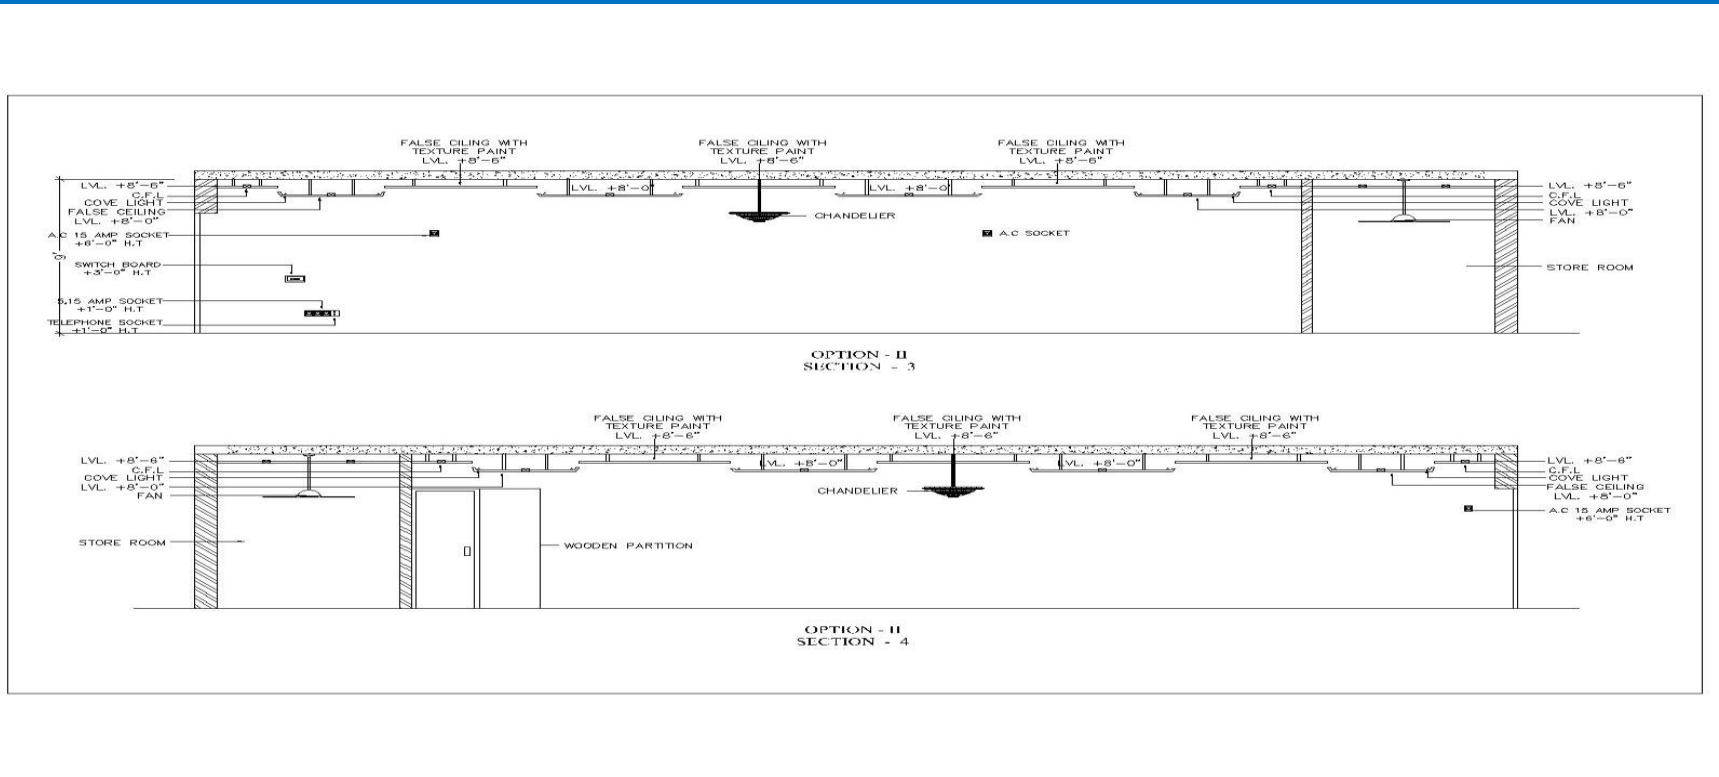 FALSE CILING WITH
TEXTURE PAINT
LVL. +8'-6"
FALSE CILING WITH
TEXTURE PAINT
LVL. +8'-6"
FALSE CILING WITH
TEXTURE PAINT
LVL. +8'-6"
LVL. +8'-6"
C.F.L
COVE LIGHT
FALSE CEILING
LVL. +8'-0"
A.C 15 AMP SOCKET
+6'-0" H.T
9'
SWITCH BOARD
+3'-0" H.T
5,15 AMP SOCKET
+1'-0" H.T
TELEPHONE SOCKET
+1'-0" H.T
LVL. +8'-0
LVL. +8'-0
CHANDELIER
A.C SOCKET
LVL. +8'-6"
C.F.L
COVE LIGHT
LVL. +8'-0"
FAN
STORE ROOM
OPTION - II
SECTION - 3
FALSE CILING WITH
TEXTURE PAINT
LVL. +8'-6"
FALSE CILING WITH
TEXTURE PAINT
LVL. +8'-6"
FALSE CILING WITH
TEXTURE PAINT
LVL. +8'-6"
LVL. +8'-6"
C.F.L
COVE LIGHT
LVL. +8'-0"
FAN
STORE ROOM
LVL. +8'-0"
LVL. +8'-0"
CHANDELIER
WOODEN PARTITION
LVL. +8'-6"
C.F.L
COVE LIGHT
FALSE CEILING
LVL. +8'-0"
A.C 15 AMP SOCKET
+6'-0" H.T
OPTION - II
SECTION - 4